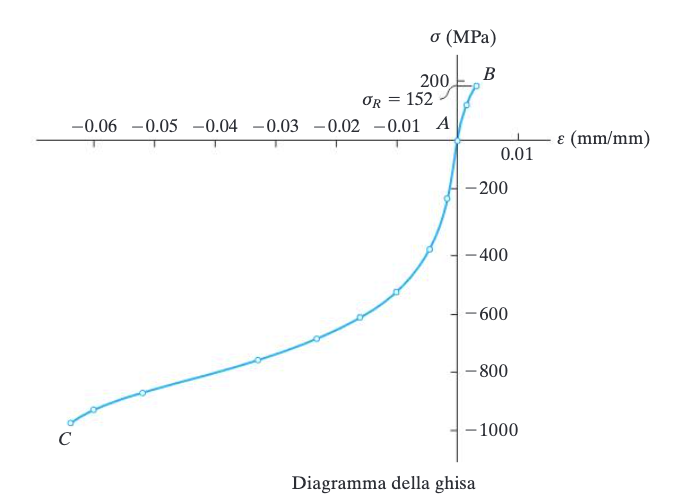 σ (MPa)
200
B
σR = 152
−0.06 −0.05 −0.04 −0.03 −0.02 −0.01 A
ε (mm/mm)
0.01
−200
−400
−600
−800
−1000
C
Diagramma della ghisa